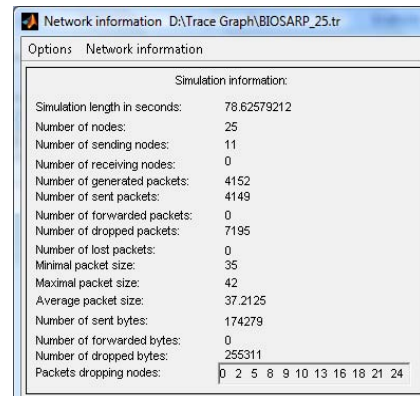 Network information D:\Trace Graph\BIOSARP_25.tr
Options Network information
Simulation information:
Simulation length in seconds: 78.62579212
Number of nodes: 25
Number of sending nodes: 11
Number of receiving nodes: 0
Number of generated packets: 4152
Number of sent packets: 4149
Number of forwarded packets: 0
Number of dropped packets: 7195
Number of lost packets: 0
Minimal packet size: 35
Maximal packet size: 42
Average packet size: 37.2125
Number of sent bytes: 174279
Number of forwarded bytes: 0
Number of dropped bytes: 255311
Packets dropping nodes: 0 2 5 8 9 10 13 16 18 21 24